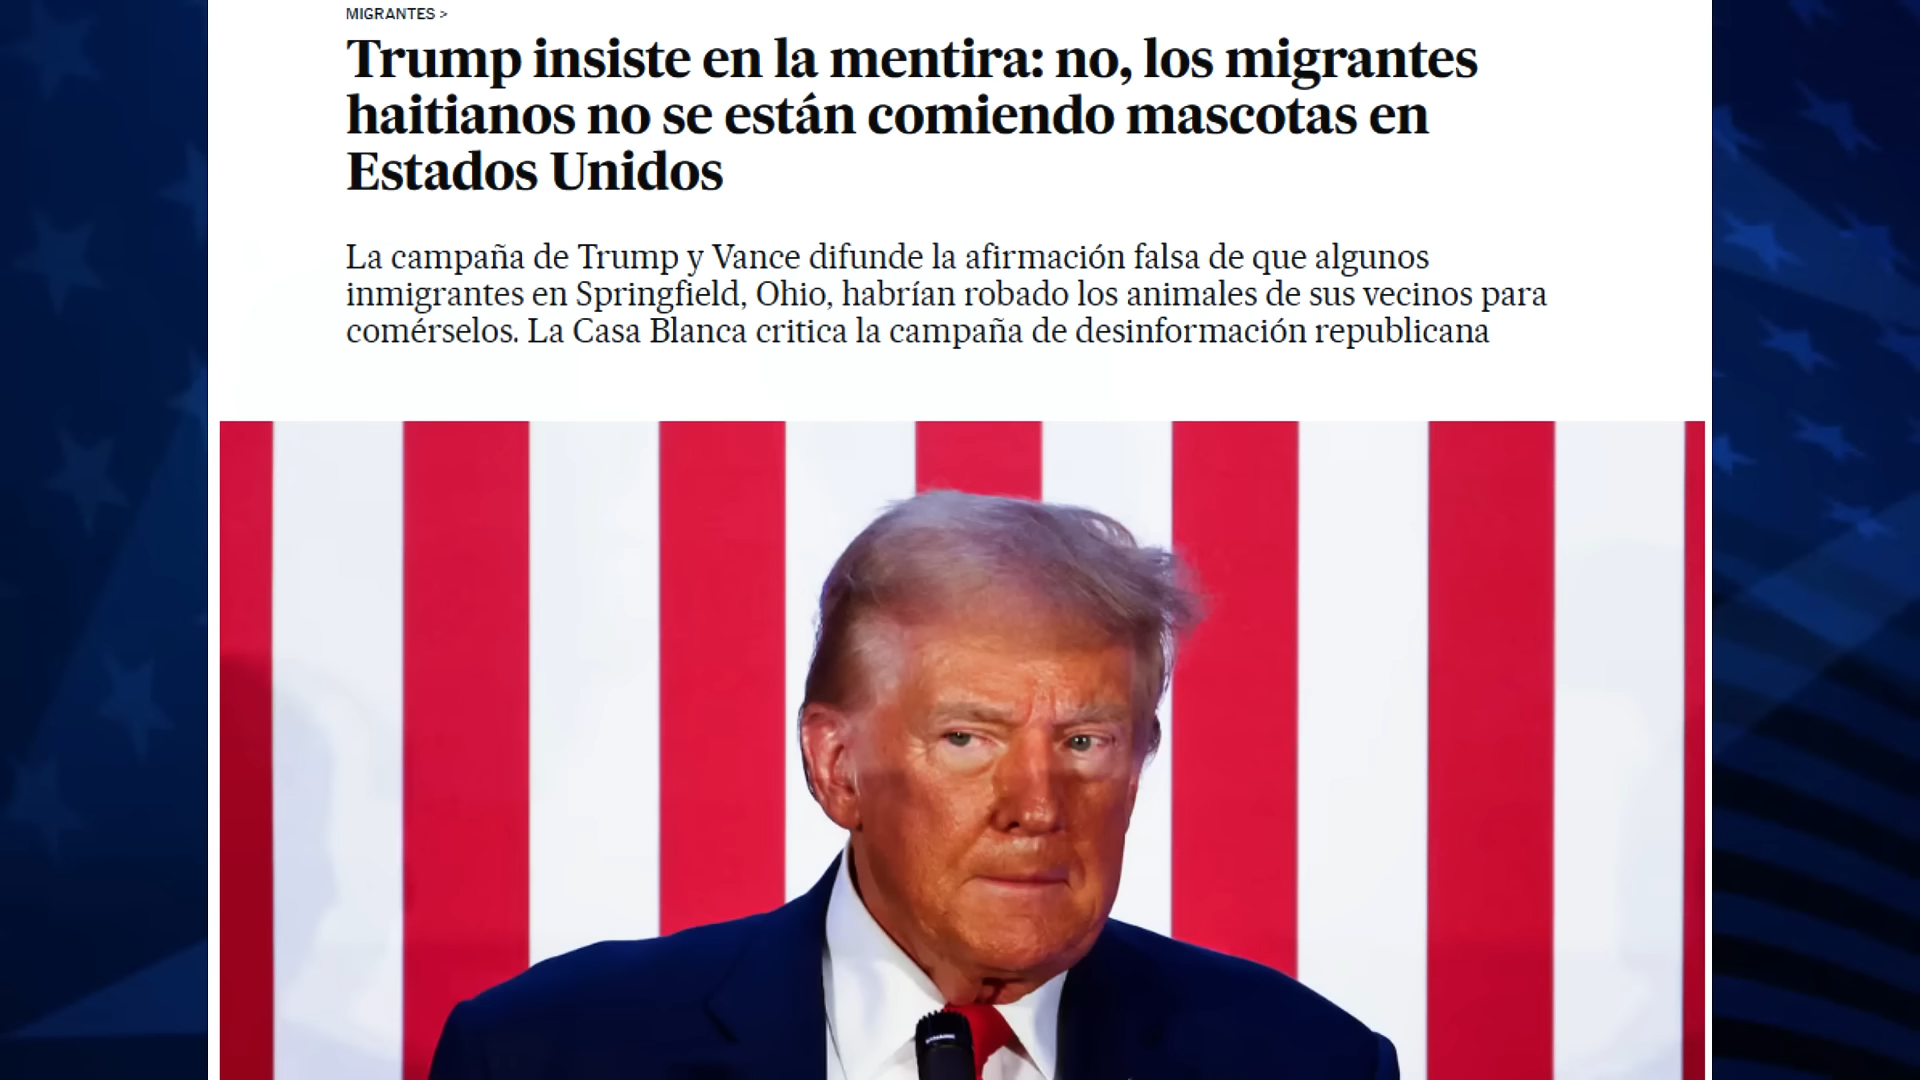 MIGRANTES >
Trump insiste en la mentira: no, los migrantes
haitianos no se están comiendo mascotas en
Estados Unidos
La campaña de Trump y Vance difunde la afirmación falsa de que algunos
inmigrantes en Springfield, Ohio, habrían robado los animales de sus vecinos para
comérselos. La Casa Blanca critica la campaña de desinformación republicana